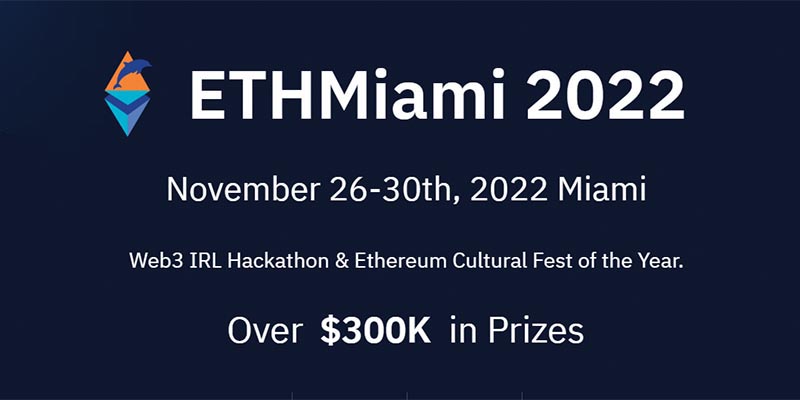 ETHMiami 2022
November 26-30th, 2022 Miami
Web3 IRL Hackathon & Ethereum Cultural Fest of the Year.
Over $300K in Prizes